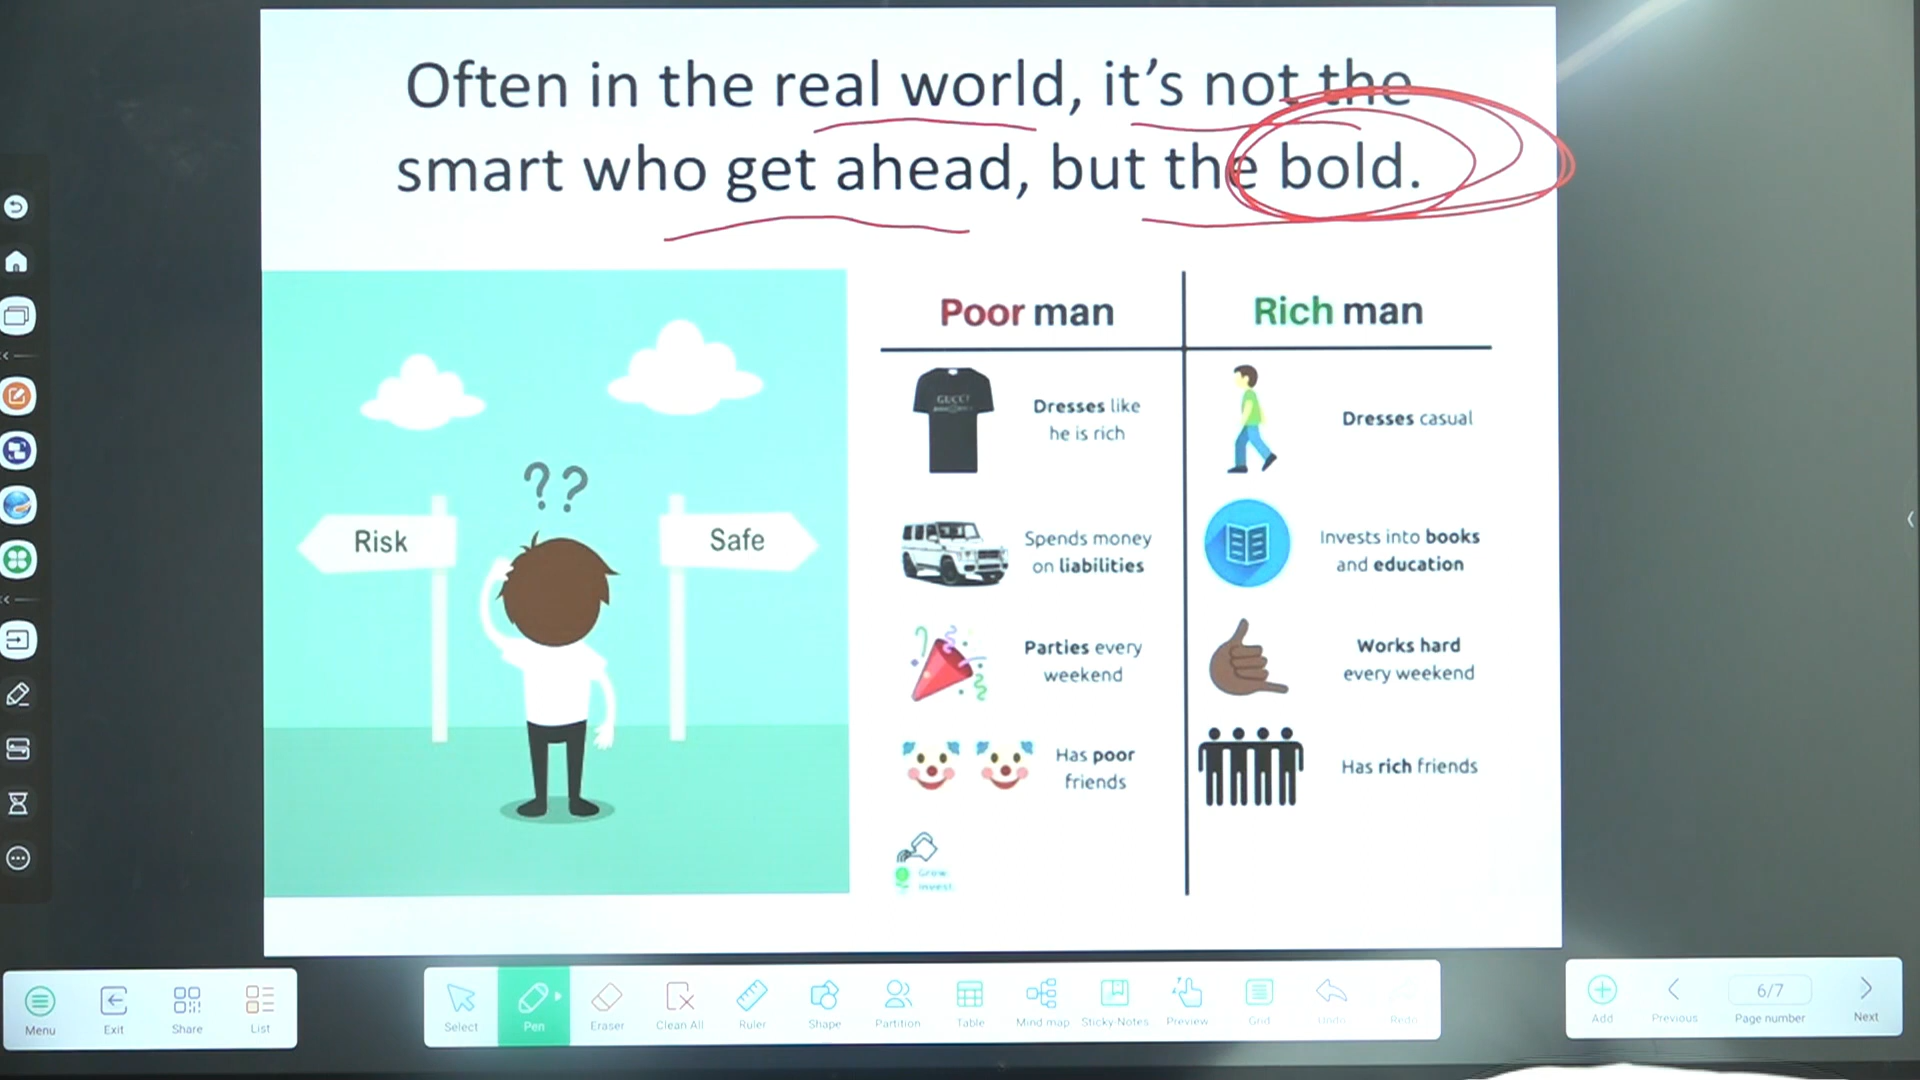 Often in the real world, it's not the
smart who get ahead, but the bold.
??
Risk
Safe
Poor man
Rich man
GUCCI
Dresses like
he is rich
Dresses casual
Spends money
on liabilities
Invests into books
and education
Parties every
weekend
Works hard
every weekend
Has poor
friends
Has rich friends
Grow
Invest
Menu
Exit
Share
List
Select
Pen
Eraser
Clean All
Ruler
Shape
Partition
Table
Mind map
Sticky Notes
Preview
Grid
Undo
Redo
Add
Previous
6/7
Page number
Next